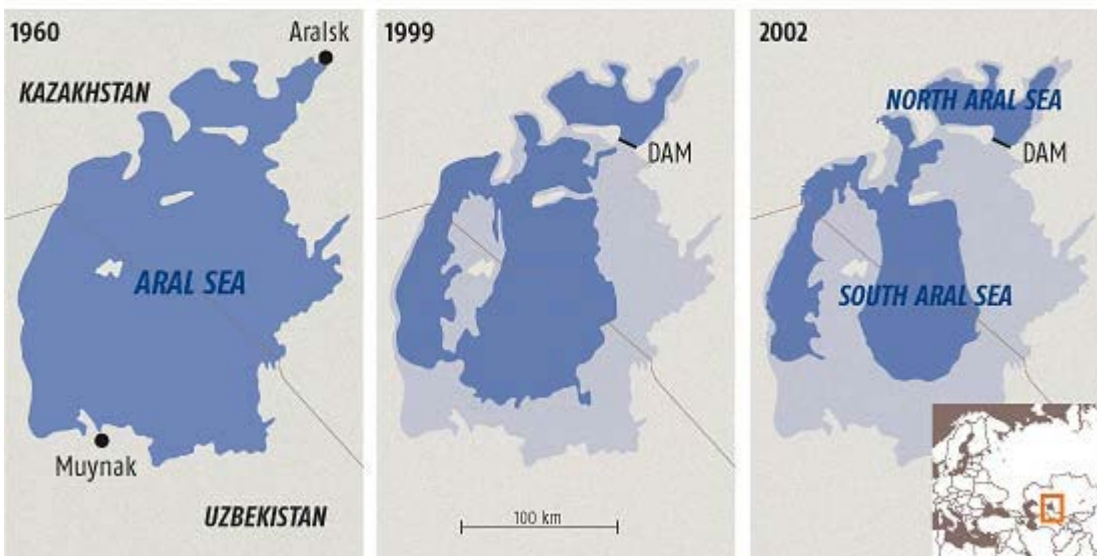 1960
Aralsk
KAZAKHSTAN
ARAL SEA
Muynak
UZBEKISTAN
1999
DAM
100 km
2002
NORTH ARAL SEA
DAM
SOUTH ARAL SEA